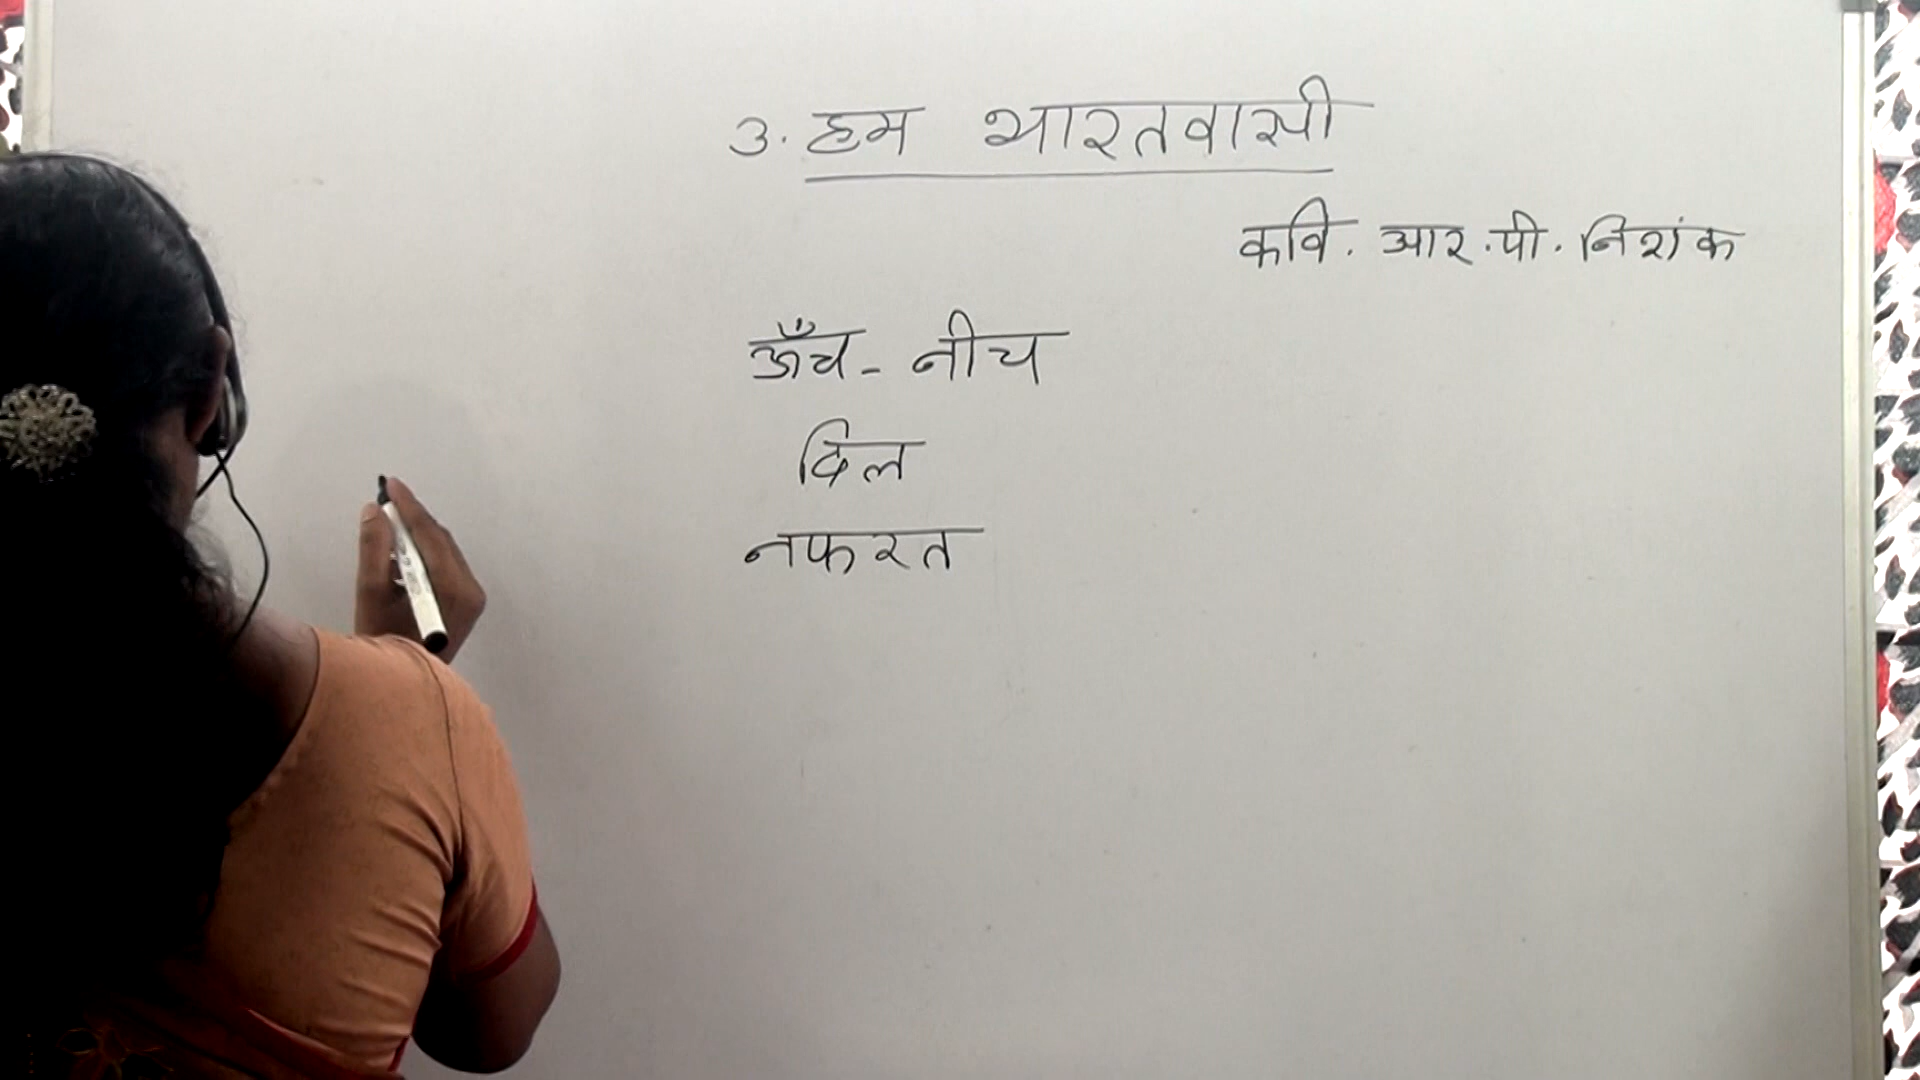 3. हम भारतवासी
कवि. आर.पी. निशंक
ऊँच - नीच
दिल
नफरत